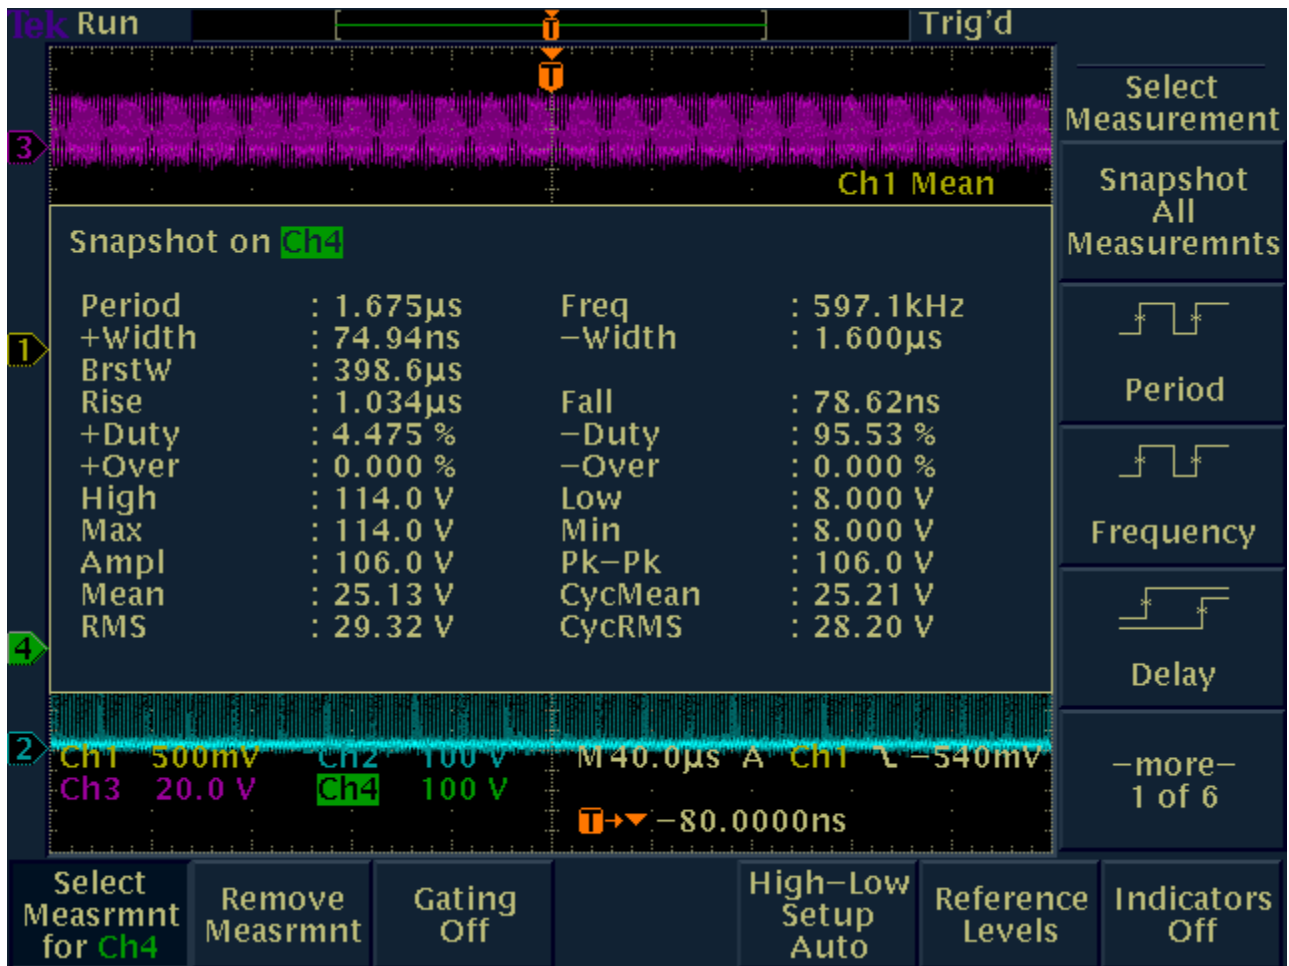 Tek Run Trig'd
T
T
3
Ch1 Mean
Snapshot on Ch4
Period : 1.675µs Freq : 597.1kHz
+Width : 74.94ns −Width : 1.600µs
BrstW : 398.6µs
Rise : 1.034µs Fall : 78.62ns
+Duty : 4.475 % −Duty : 95.53 %
+Over : 0.000 % −Over : 0.000 %
High : 114.0 V Low : 8.000 V
Max : 114.0 V Min : 8.000 V
Ampl : 106.0 V Pk−Pk : 106.0 V
Mean : 25.13 V CycMean : 25.21 V
RMS : 29.32 V CycRMS : 28.20 V
1
4
2
Ch1 500mV Ch2 100 V M 40.0µs A Ch1 −540mV
Ch3 20.0 V Ch4 100 V
T −80.0000ns
Select
Measurement
Snapshot
All
Measuremnts
Period
Frequency
Delay
−more−
1 of 6
Select
Measrmnt
for Ch4
Remove
Measrmnt
Gating
Off
High−Low
Setup
Auto
Reference
Levels
Indicators
Off